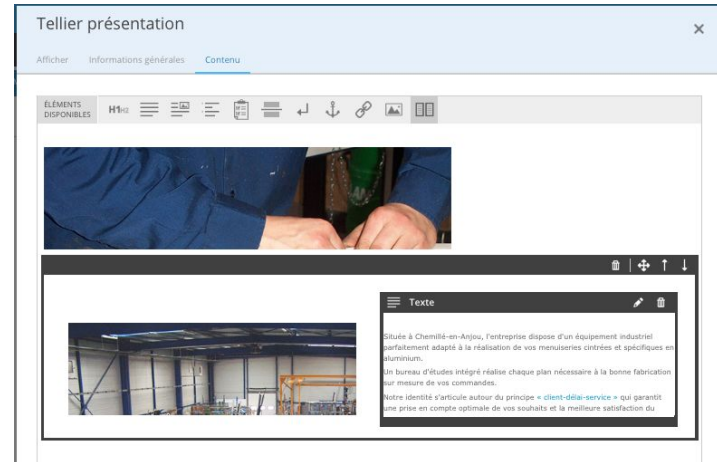 Tellier présentation
Afficher Informations générales Contenu
ÉLÉMENTS
DISPONIBLES
H1H2
Texte
Située à Chemillé-en-Anjou, l'entreprise dispose d'un équipement industriel
parfaitement adapté à la réalisation de vos menuiseries cintrées et spécifiques en
aluminium.
Un bureau d'études intégré réalise chaque plan nécessaire à la bonne fabrication
sur mesure de vos commandes.
Notre identité s'articule autour du principe « client-délai-service » qui garantit
une prise en compte optimale de vos souhaits et la meilleure satisfaction du